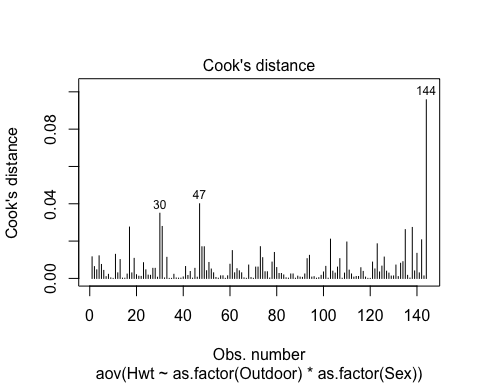 Cook's distance
144
47
30
Cook's distance
0.08
0.04
0.00
0 20 40 60 80 100 120 140
Obs. number
aov(Hwt ~ as.factor(Outdoor) * as.factor(Sex))